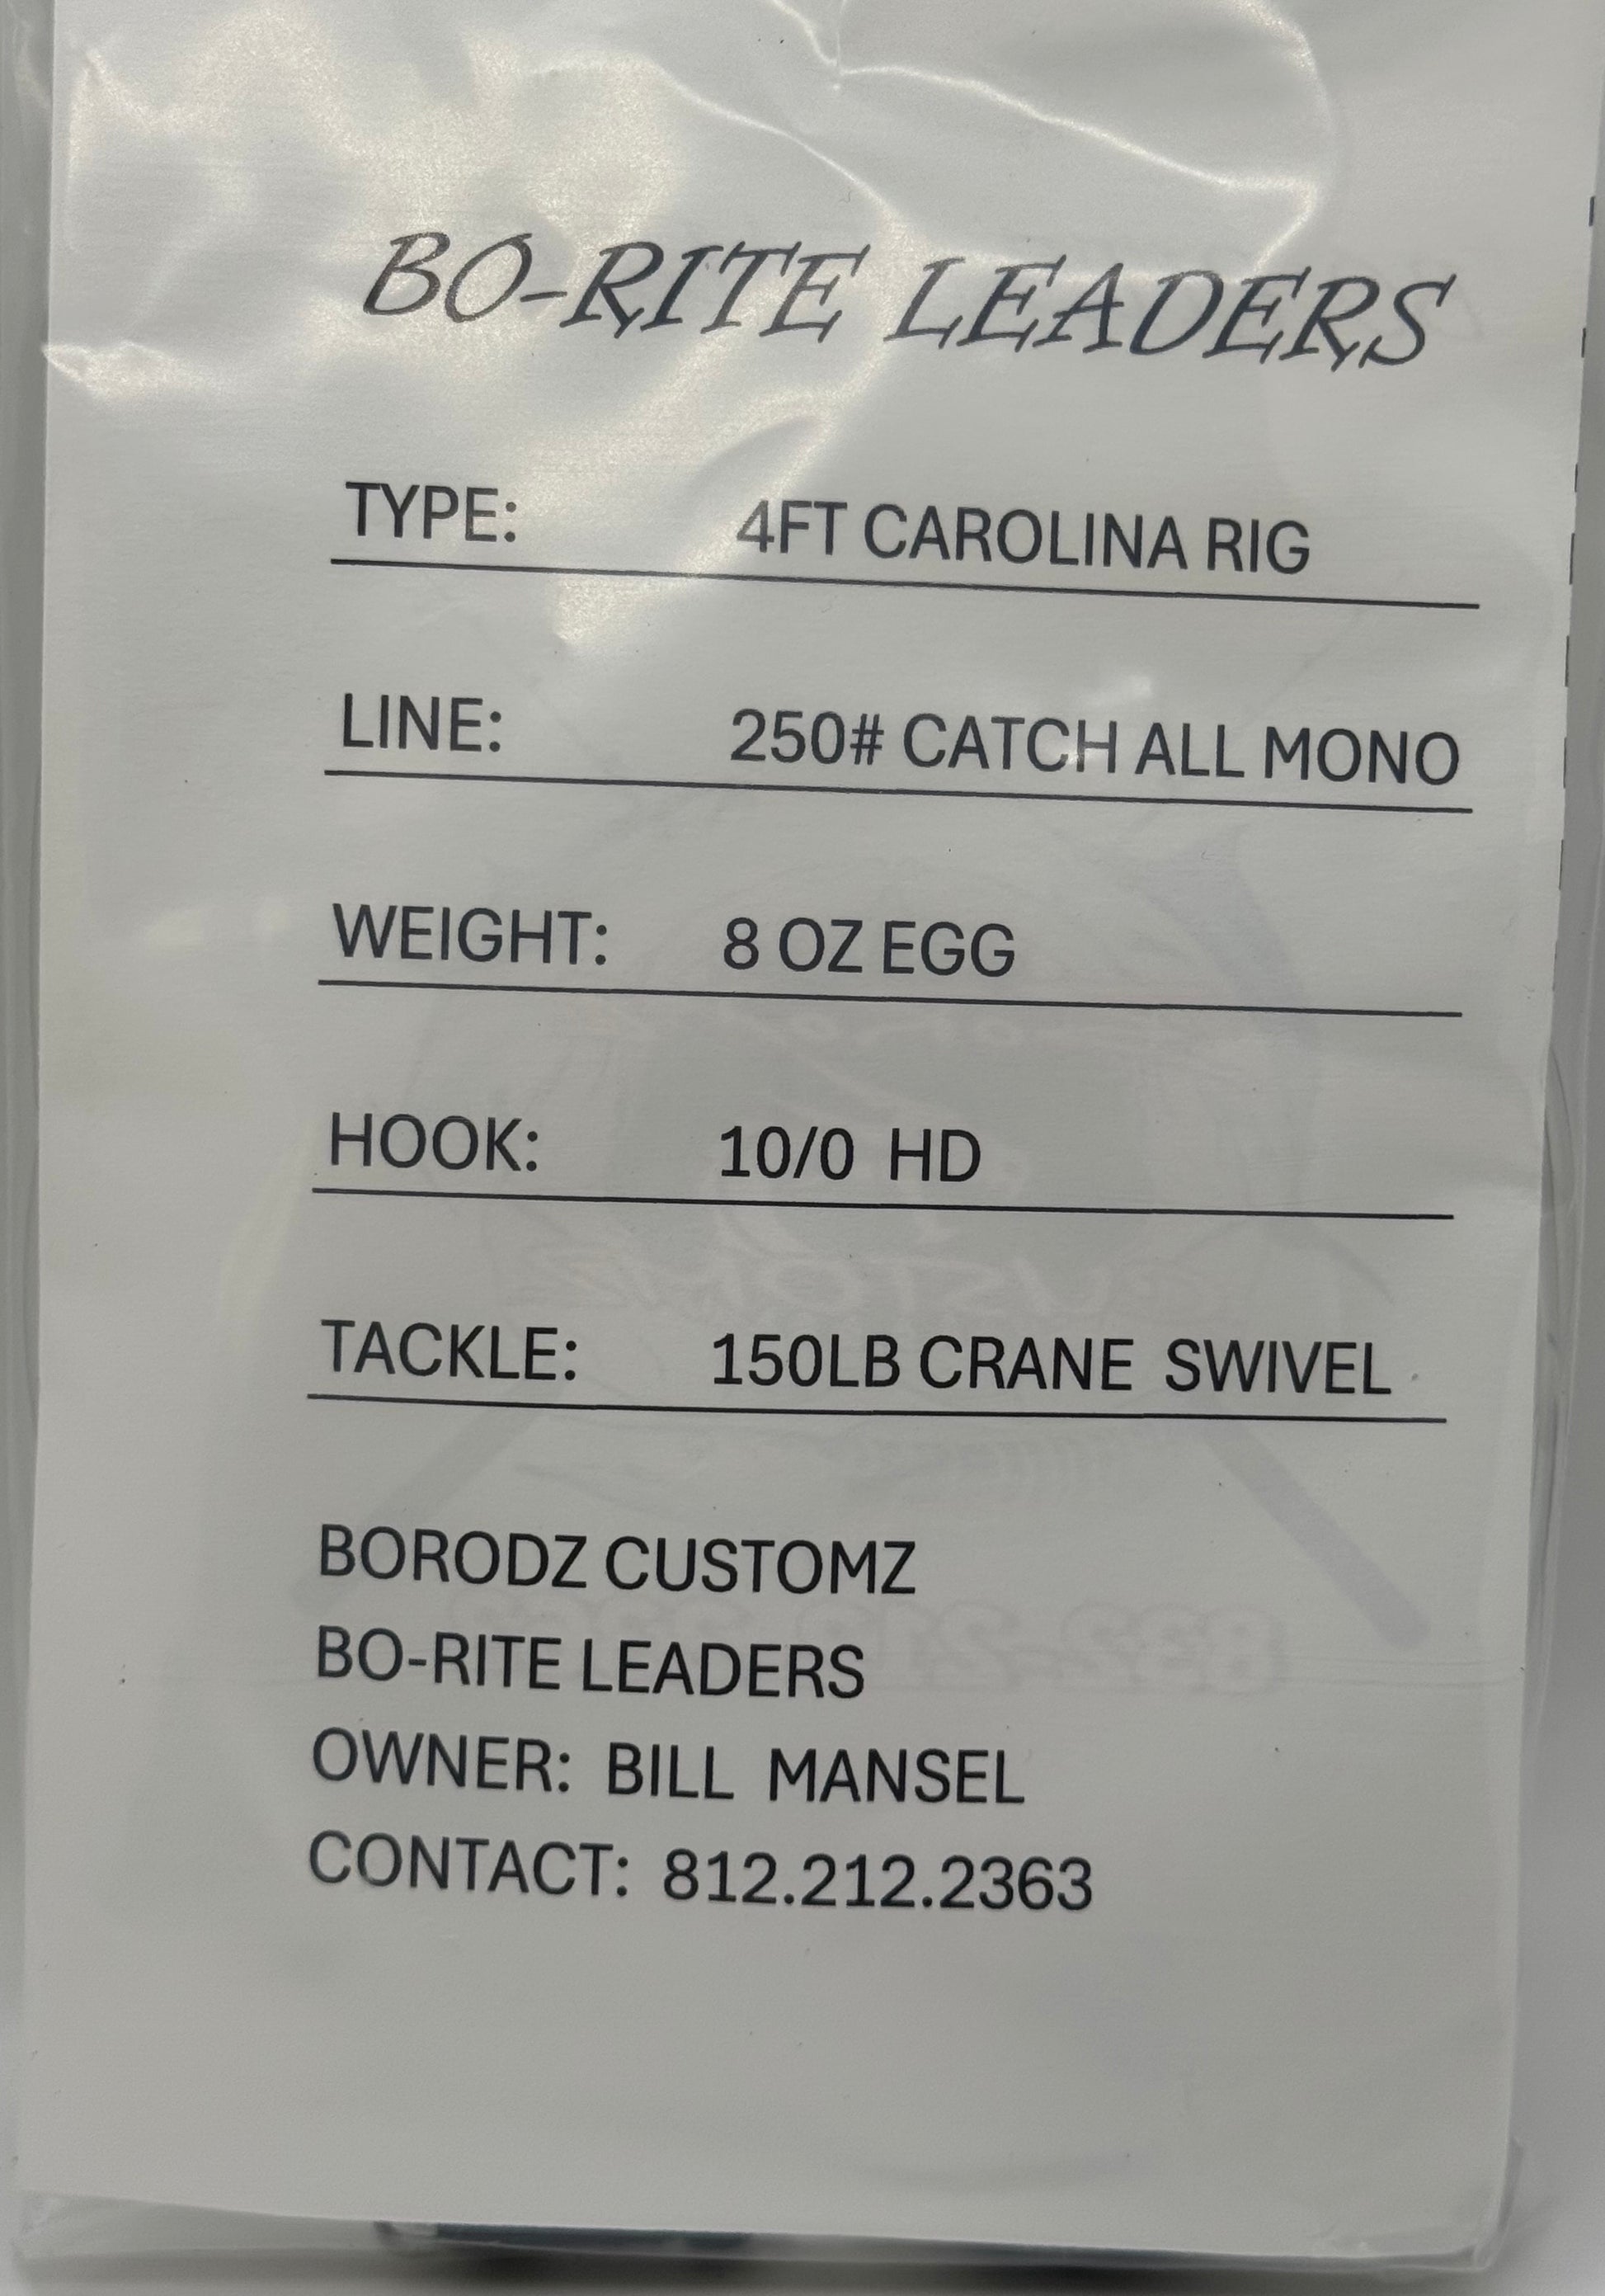 BO-RITE LEADERS
TYPE: 4FT CAROLINA RIG
LINE: 250# CATCH ALL MONO
WEIGHT: 8 OZ EGG
HOOK: 10/0 HD
TACKLE: 150LB CRANE SWIVEL
BORODZ CUSTOMZ
BO-RITE LEADERS
OWNER: BILL MANSEL
CONTACT: 812.212.2363